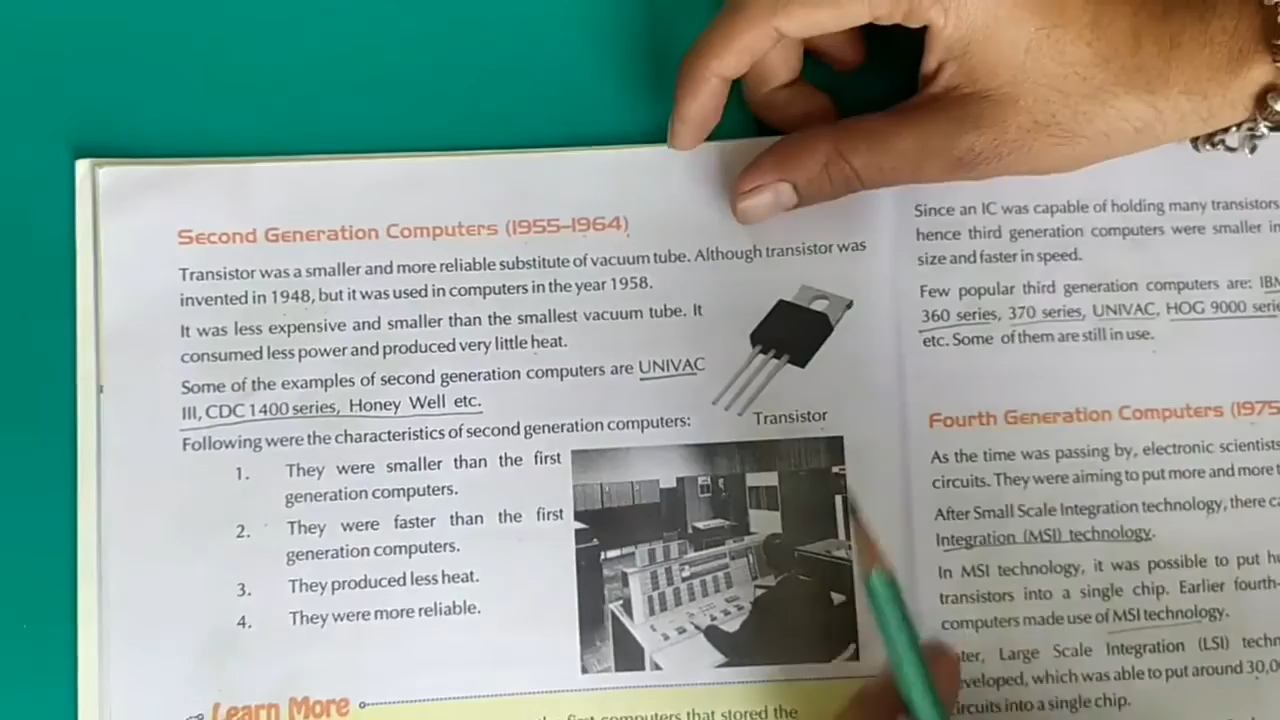 Second Generation Computers (1955–1964)
Transistor was a smaller and more reliable substitute of vacuum tube. Although transistor was
invented in 1948, but it was used in computers in the year 1958.
It was less expensive and smaller than the smallest vacuum tube. It
consumed less power and produced very little heat.
Some of the examples of second generation computers are UNIVAC
III, CDC 1400 series, Honey Well etc.
Following were the characteristics of second generation computers:
1. They were smaller than the first
generation computers.
2. They were faster than the first
generation computers.
3. They produced less heat.
4. They were more reliable.
Transistor
Learn More
first computers that stored the
Since an IC was capable of holding many transistors
hence third generation computers were smaller in
size and faster in speed.
Few popular third generation computers are: IBM
360 series, 370 series, UNIVAC, HOG 9000
etc. Some of them are still in use.
Fourth Generation Computers (1975
As the time was passing by, electronic scientists
circuits. They were aiming to put more and more
After Small Scale Integration technology, there
Integration (MSI) technology.
In MSI technology, it was possible to put
transistors into a single chip. Earlier fourth-
computers made use of MSI technology.
Large Scale Integration (LSI)
which was able to put around
circuits into a single chip.